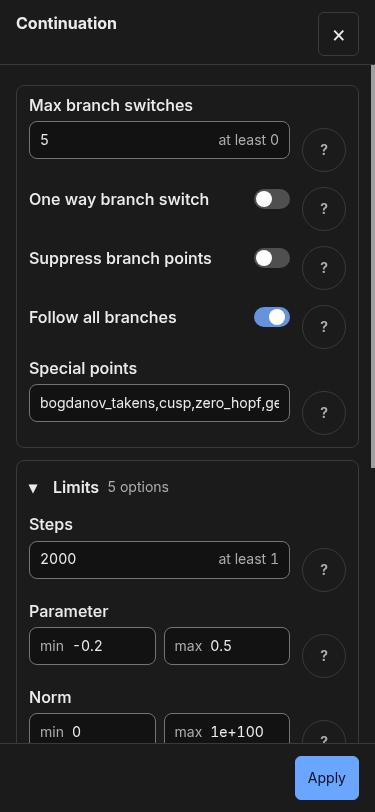 Continuation
×
Max branch switches
5 at least 0
?
One way branch switch
?
Suppress branch points
?
Follow all branches
?
Special points
bogdanov_takens,cusp,zero_hopf,ge
?
▼ Limits 5 options
Steps
2000 at least 1
?
Parameter
min -0.2 max 0.5
?
Norm
min 0 max 1e+100
?
Apply